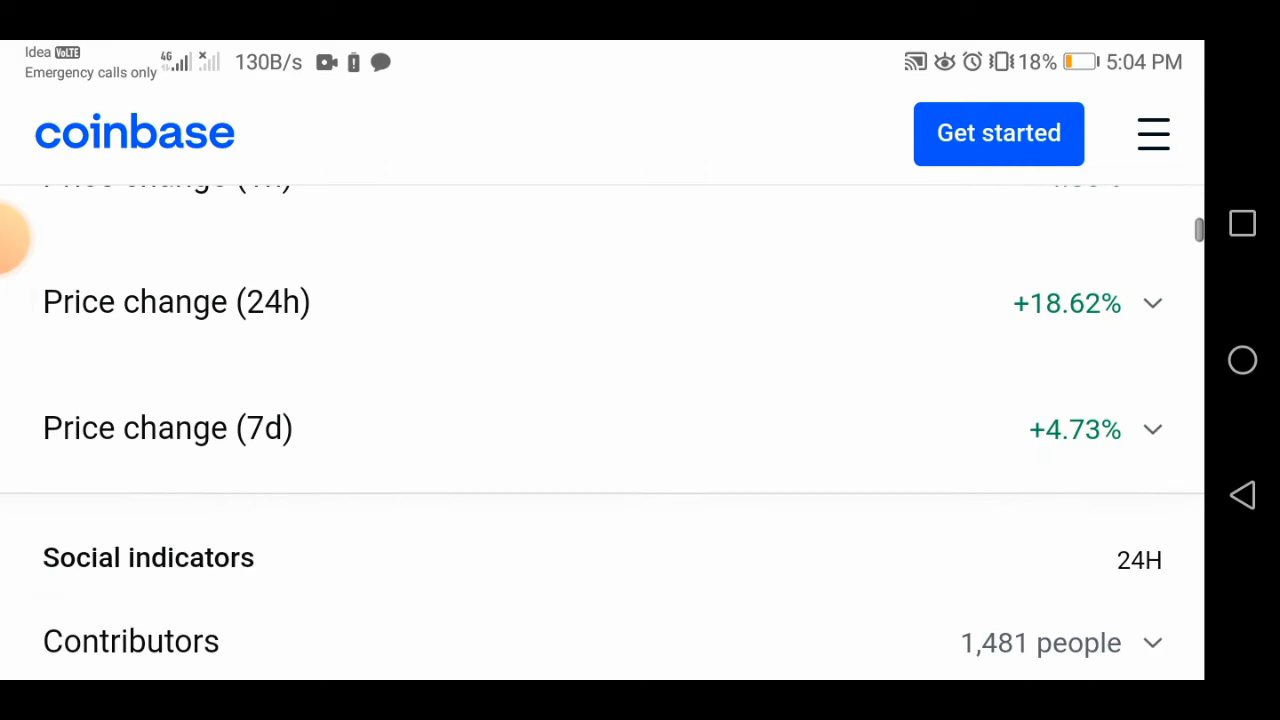 Idea VoLTE
Emergency calls only
4G
130B/s
18%
5:04 PM
coinbase
Get started
Price change (24h)
+18.62%
Price change (7d)
+4.73%
Social indicators
24H
Contributors
1,481 people